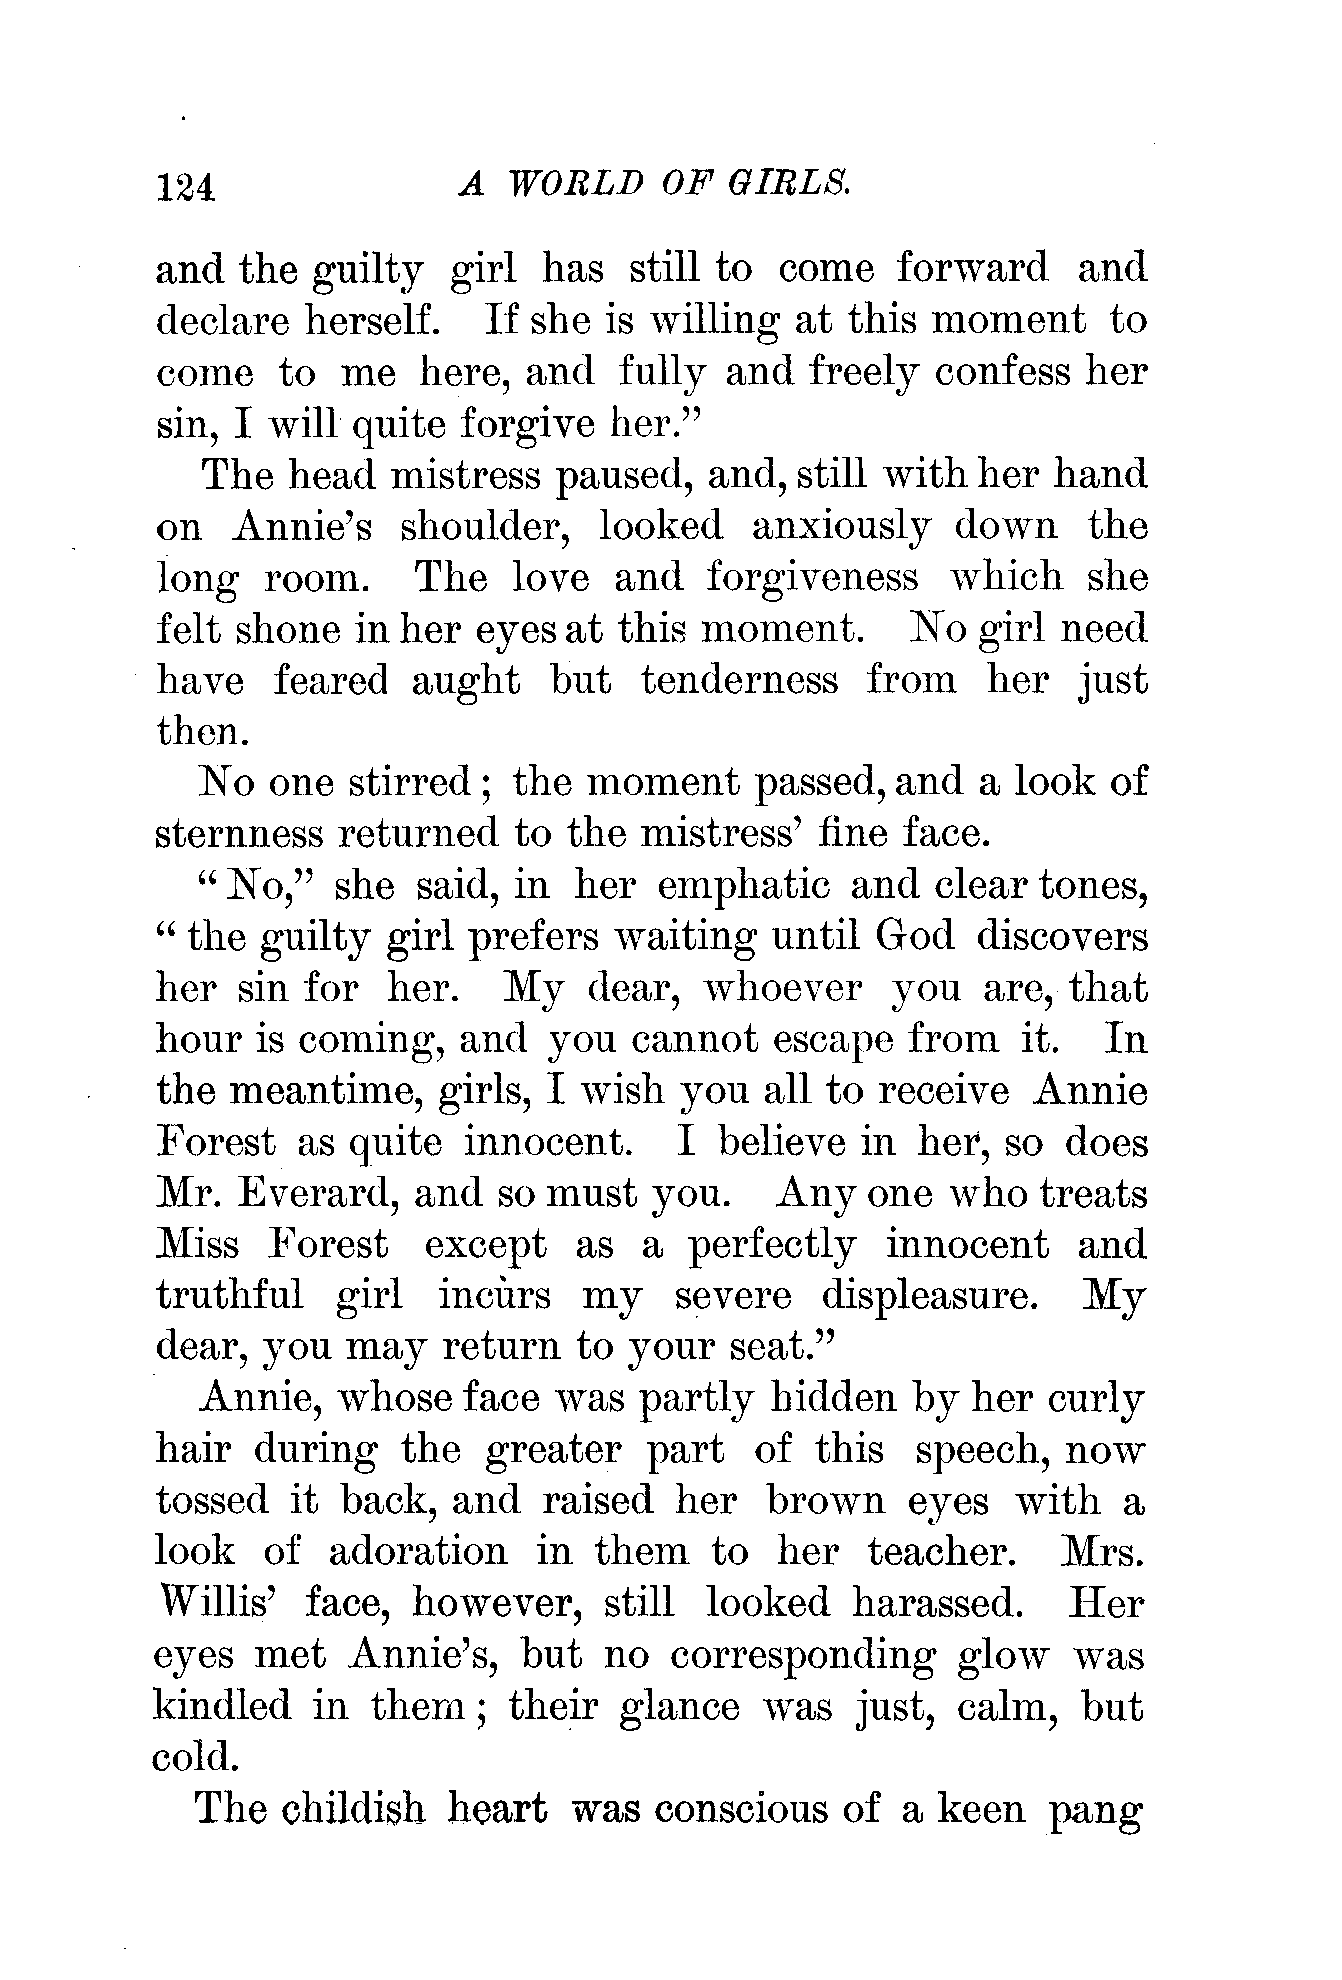 124 A WORLD OF GIRLS.
and the guilty girl has still to come forward and
declare herself. If she is willing at this moment to
come to me here, and fully and freely confess her
sin, I will quite forgive her.”
The head mistress paused, and, still with her hand
on Annie’s shoulder, looked anxiously down the
long room. The love and forgiveness which she
felt shone in her eyes at this moment. No girl need
have feared aught but tenderness from her just
then.
No one stirred ; the moment passed, and a look of
sternness returned to the mistress’ fine face.
“ No,” she said, in her emphatic and clear tones,
“ the guilty girl prefers waiting until God discovers
her sin for her. My dear, whoever you are, that
hour is coming, and you cannot escape from it. In
the meantime, girls, I wish you all to receive Annie
Forest as quite innocent. I believe in her, so does
Mr. Everard, and so must you. Any one who treats
Miss Forest except as a perfectly innocent and
truthful girl incurs my severe displeasure. My
dear, you may return to your seat.”
Annie, whose face was partly hidden by her curly
hair during the greater part of this speech, now
tossed it back, and raised her brown eyes with a
look of adoration in them to her teacher. Mrs.
Willis’ face, however, still looked harassed. Her
eyes met Annie’s, but no corresponding glow was
kindled in them ; their glance was just, calm, but
cold.
The childish heart was conscious of a keen pang